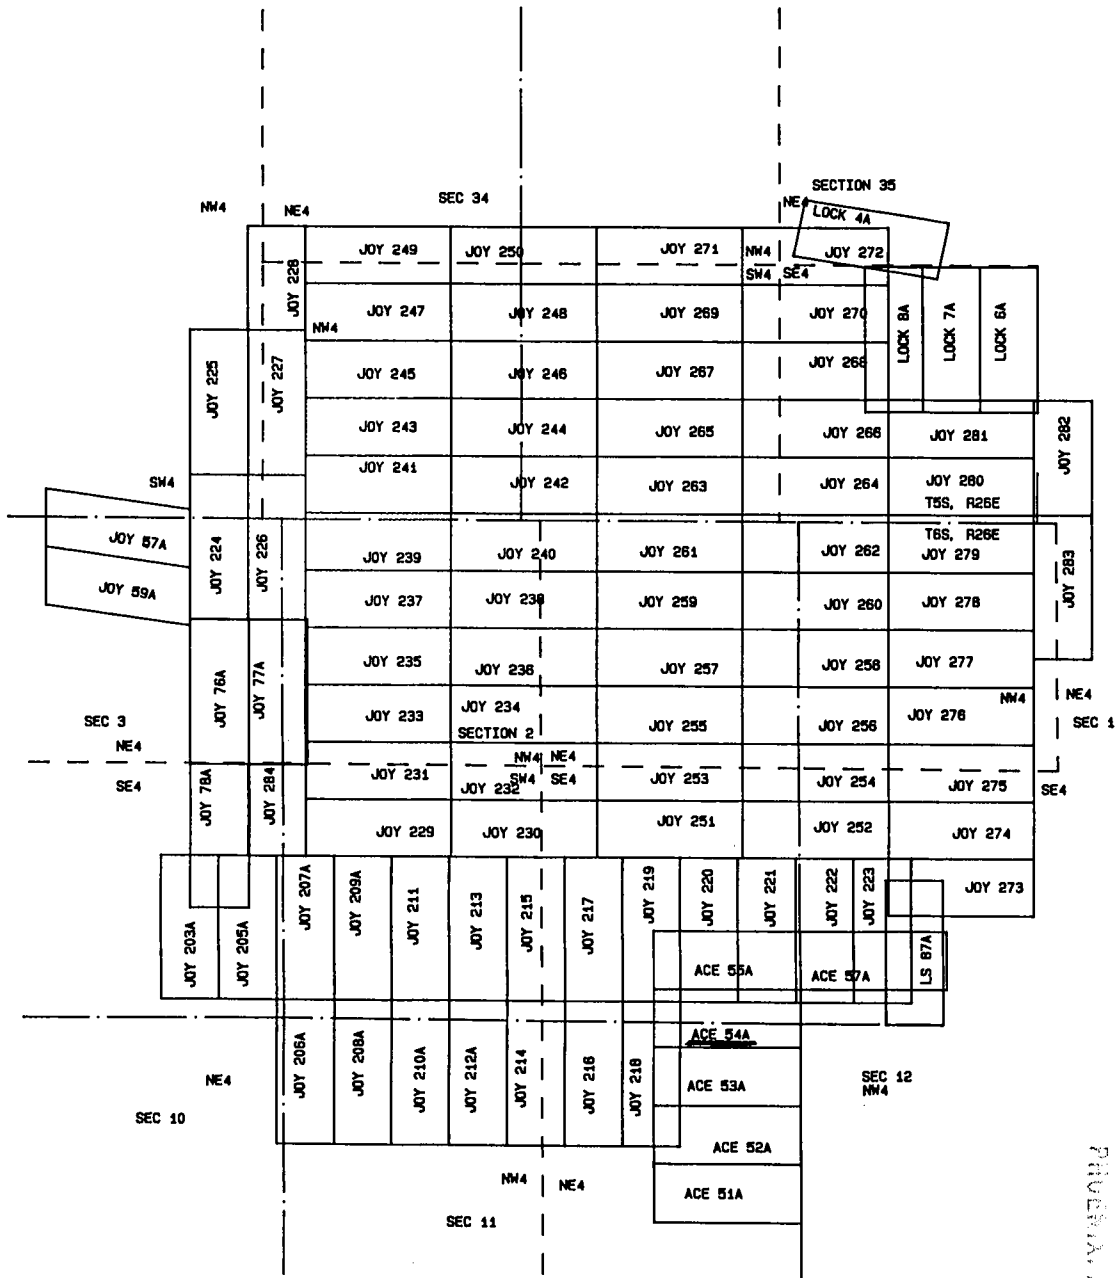 SECTION 35
SEC 34
NW4
NE4
NE4
LOCK 4A
JOY 228
JOY 249
JOY 250
JOY 271
NW4
JOY 272
SW4
SE4
JOY 247
JOY 248
JOY 269
JOY 270
LOCK 8A
LOCK 7A
LOCK 6A
NW4
JOY 225
JOY 227
JOY 245
JOY 246
JOY 267
JOY 268
JOY 243
JOY 244
JOY 265
JOY 266
JOY 281
JOY 282
JOY 241
SW4
JOY 242
JOY 263
JOY 264
JOY 280
T5S, R26E
T6S, R26E
JOY 57A
JOY 224
JOY 226
JOY 239
JOY 240
JOY 261
JOY 262
JOY 279
JOY 283
JOY 59A
JOY 237
JOY 238
JOY 259
JOY 260
JOY 278
JOY 76A
JOY 77A
JOY 235
JOY 236
JOY 257
JOY 258
JOY 277
NW4
NE4
JOY 233
JOY 234
JOY 255
JOY 256
JOY 276
SEC 3
SEC 1
SECTION 2
NE4
NW4
NE4
SE4
JOY 78A
JOY 284
JOY 231
JOY 232
SW4
SE4
JOY 253
JOY 254
JOY 275
SE4
JOY 229
JOY 230
JOY 251
JOY 252
JOY 274
JOY 203A
JOY 205A
JOY 207A
JOY 209A
JOY 211
JOY 213
JOY 215
JOY 217
JOY 219
JOY 220
JOY 221
JOY 222
JOY 223
JOY 273
LS 87A
ACE 55A
ACE 57A
ACE 54A
JOY 206A
JOY 208A
JOY 210A
JOY 212A
JOY 214
JOY 216
JOY 218
NE4
SEC 12
NW4
ACE 53A
SEC 10
ACE 52A
NW4
NE4
ACE 51A
SEC 11